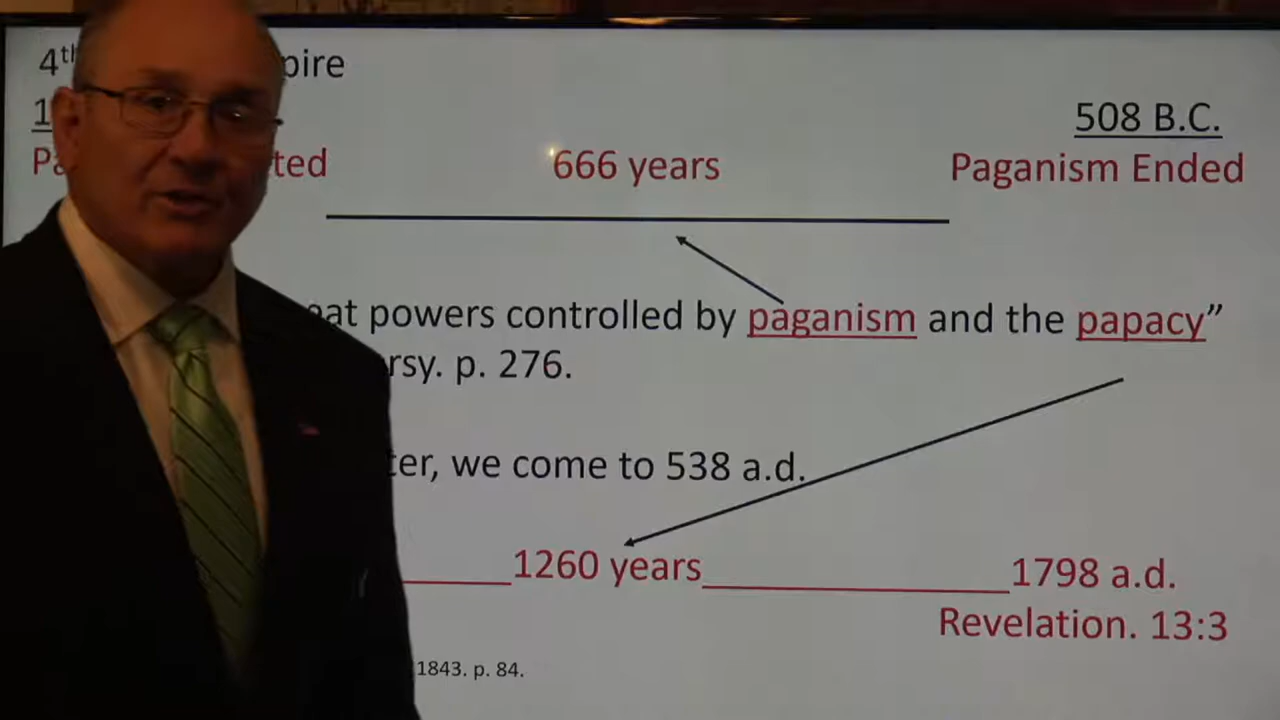 4th pire
1 508 B.C.
Pa ted 666 years Paganism Ended
eat powers controlled by paganism and the papacy”
rsy. p. 276.
ter, we come to 538 a.d.
1260 years 1798 a.d.
Revelation. 13:3
1843. p. 84.